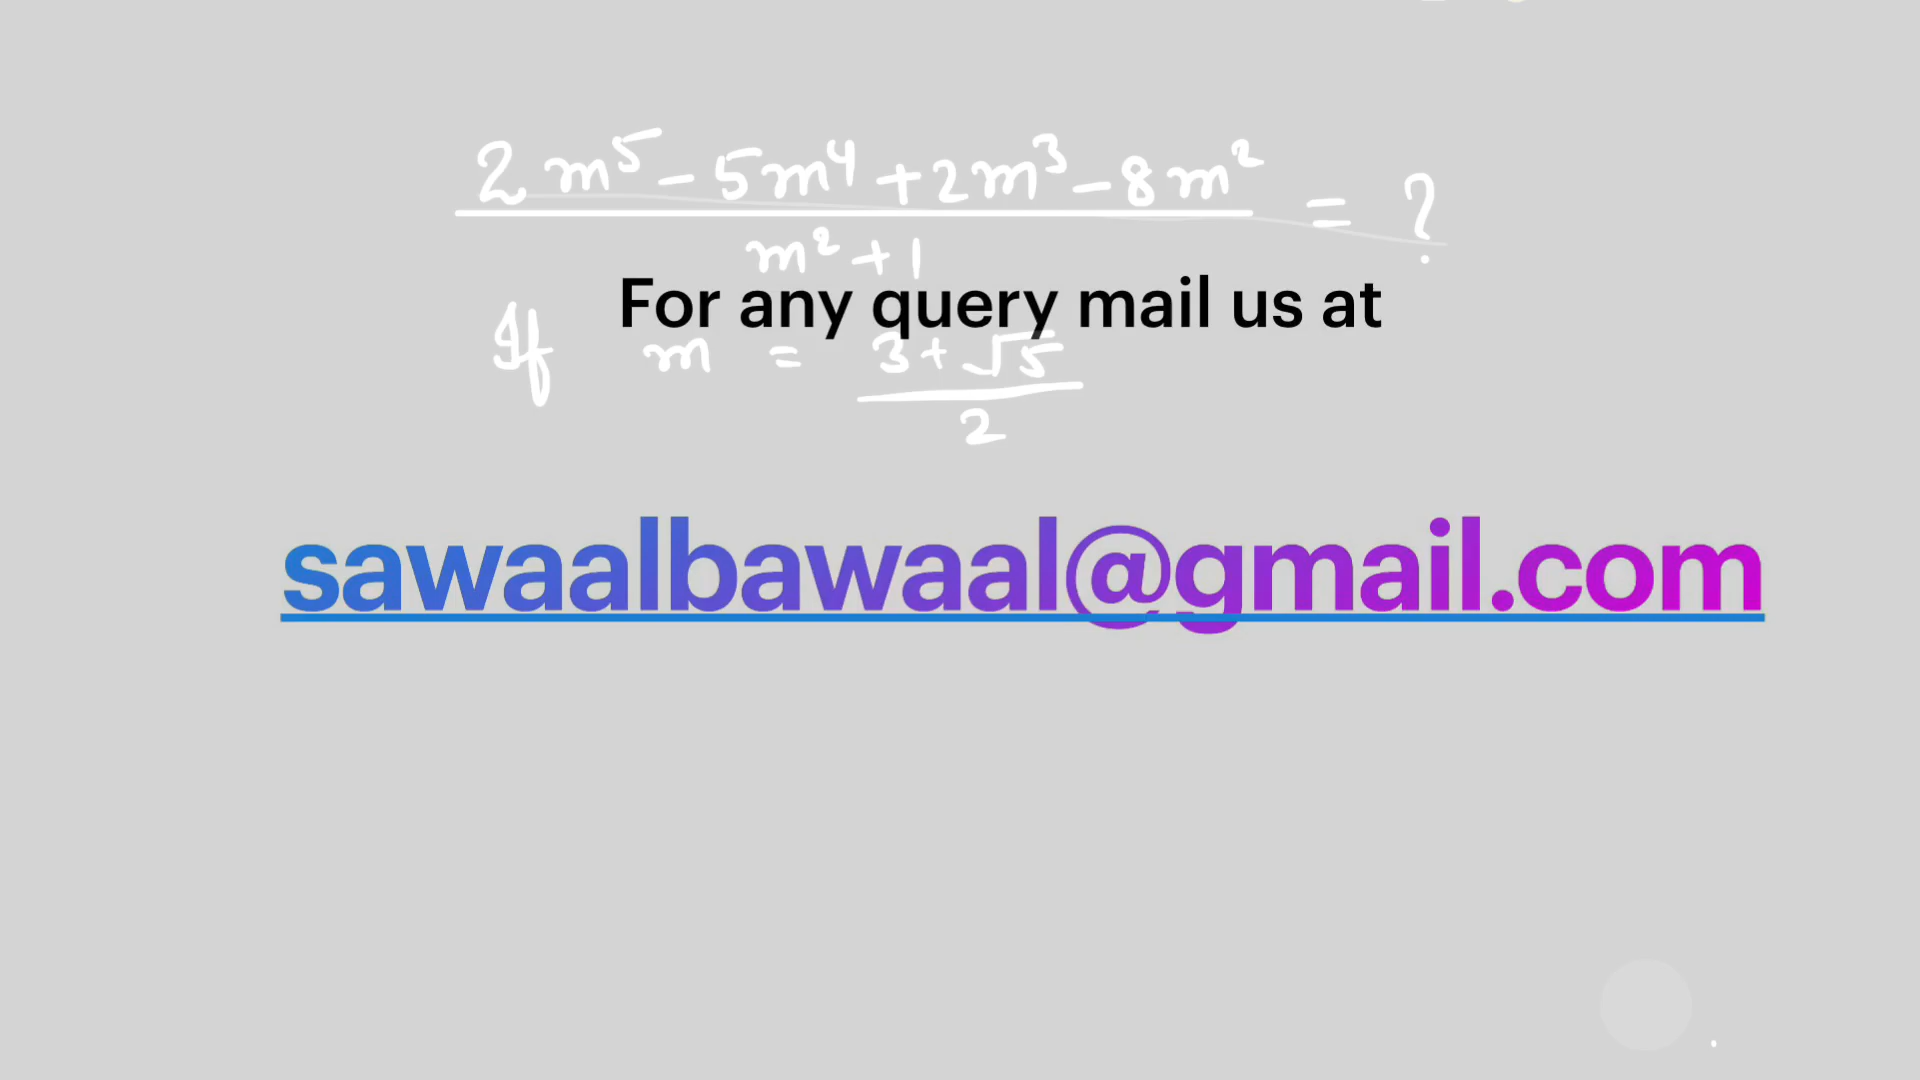 2m⁵ - 5m⁴ + 2m³ - 8m² = ?
m² + 1
For any query mail us at
If m = 3 + √5
2
sawaalbawaal@gmail.com